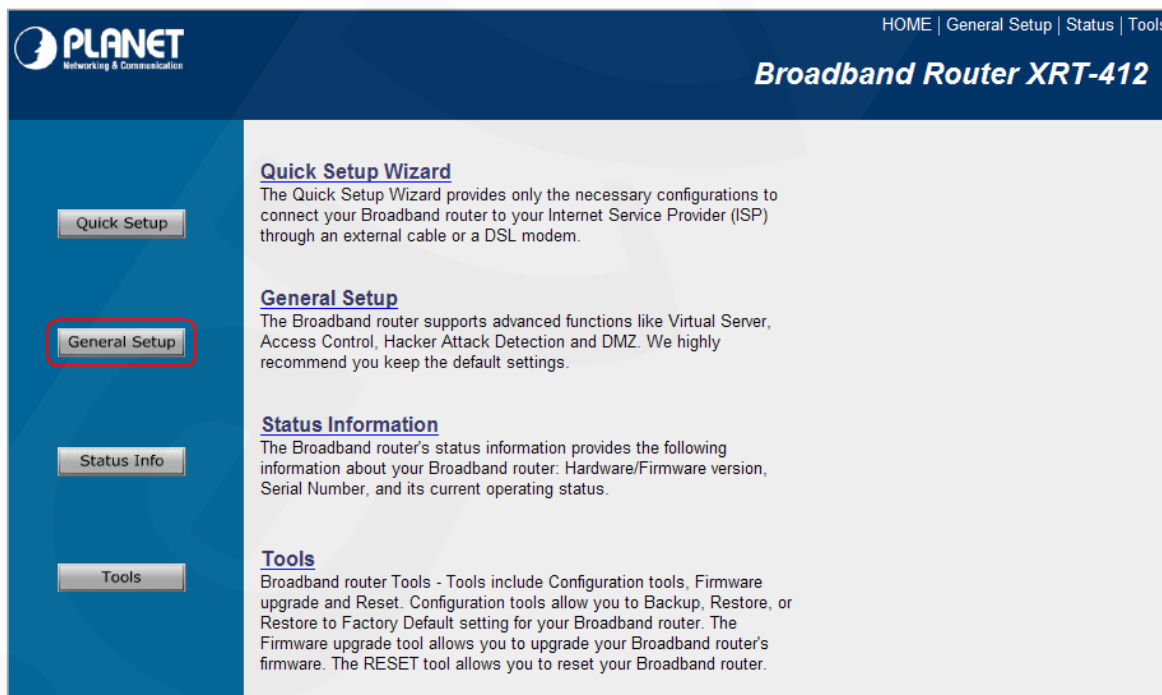 PLANET
Networking & Communication
HOME | General Setup | Status | Tools
Broadband Router XRT-412
Quick Setup
Quick Setup Wizard
The Quick Setup Wizard provides only the necessary configurations to
connect your Broadband router to your Internet Service Provider (ISP)
through an external cable or a DSL modem.
General Setup
General Setup
The Broadband router supports advanced functions like Virtual Server,
Access Control, Hacker Attack Detection and DMZ. We highly
recommend you keep the default settings.
Status Info
Status Information
The Broadband router's status information provides the following
information about your Broadband router: Hardware/Firmware version,
Serial Number, and its current operating status.
Tools
Tools
Broadband router Tools - Tools include Configuration tools, Firmware
upgrade and Reset. Configuration tools allow you to Backup, Restore, or
Restore to Factory Default setting for your Broadband router. The
Firmware upgrade tool allows you to upgrade your Broadband router's
firmware. The RESET tool allows you to reset your Broadband router.